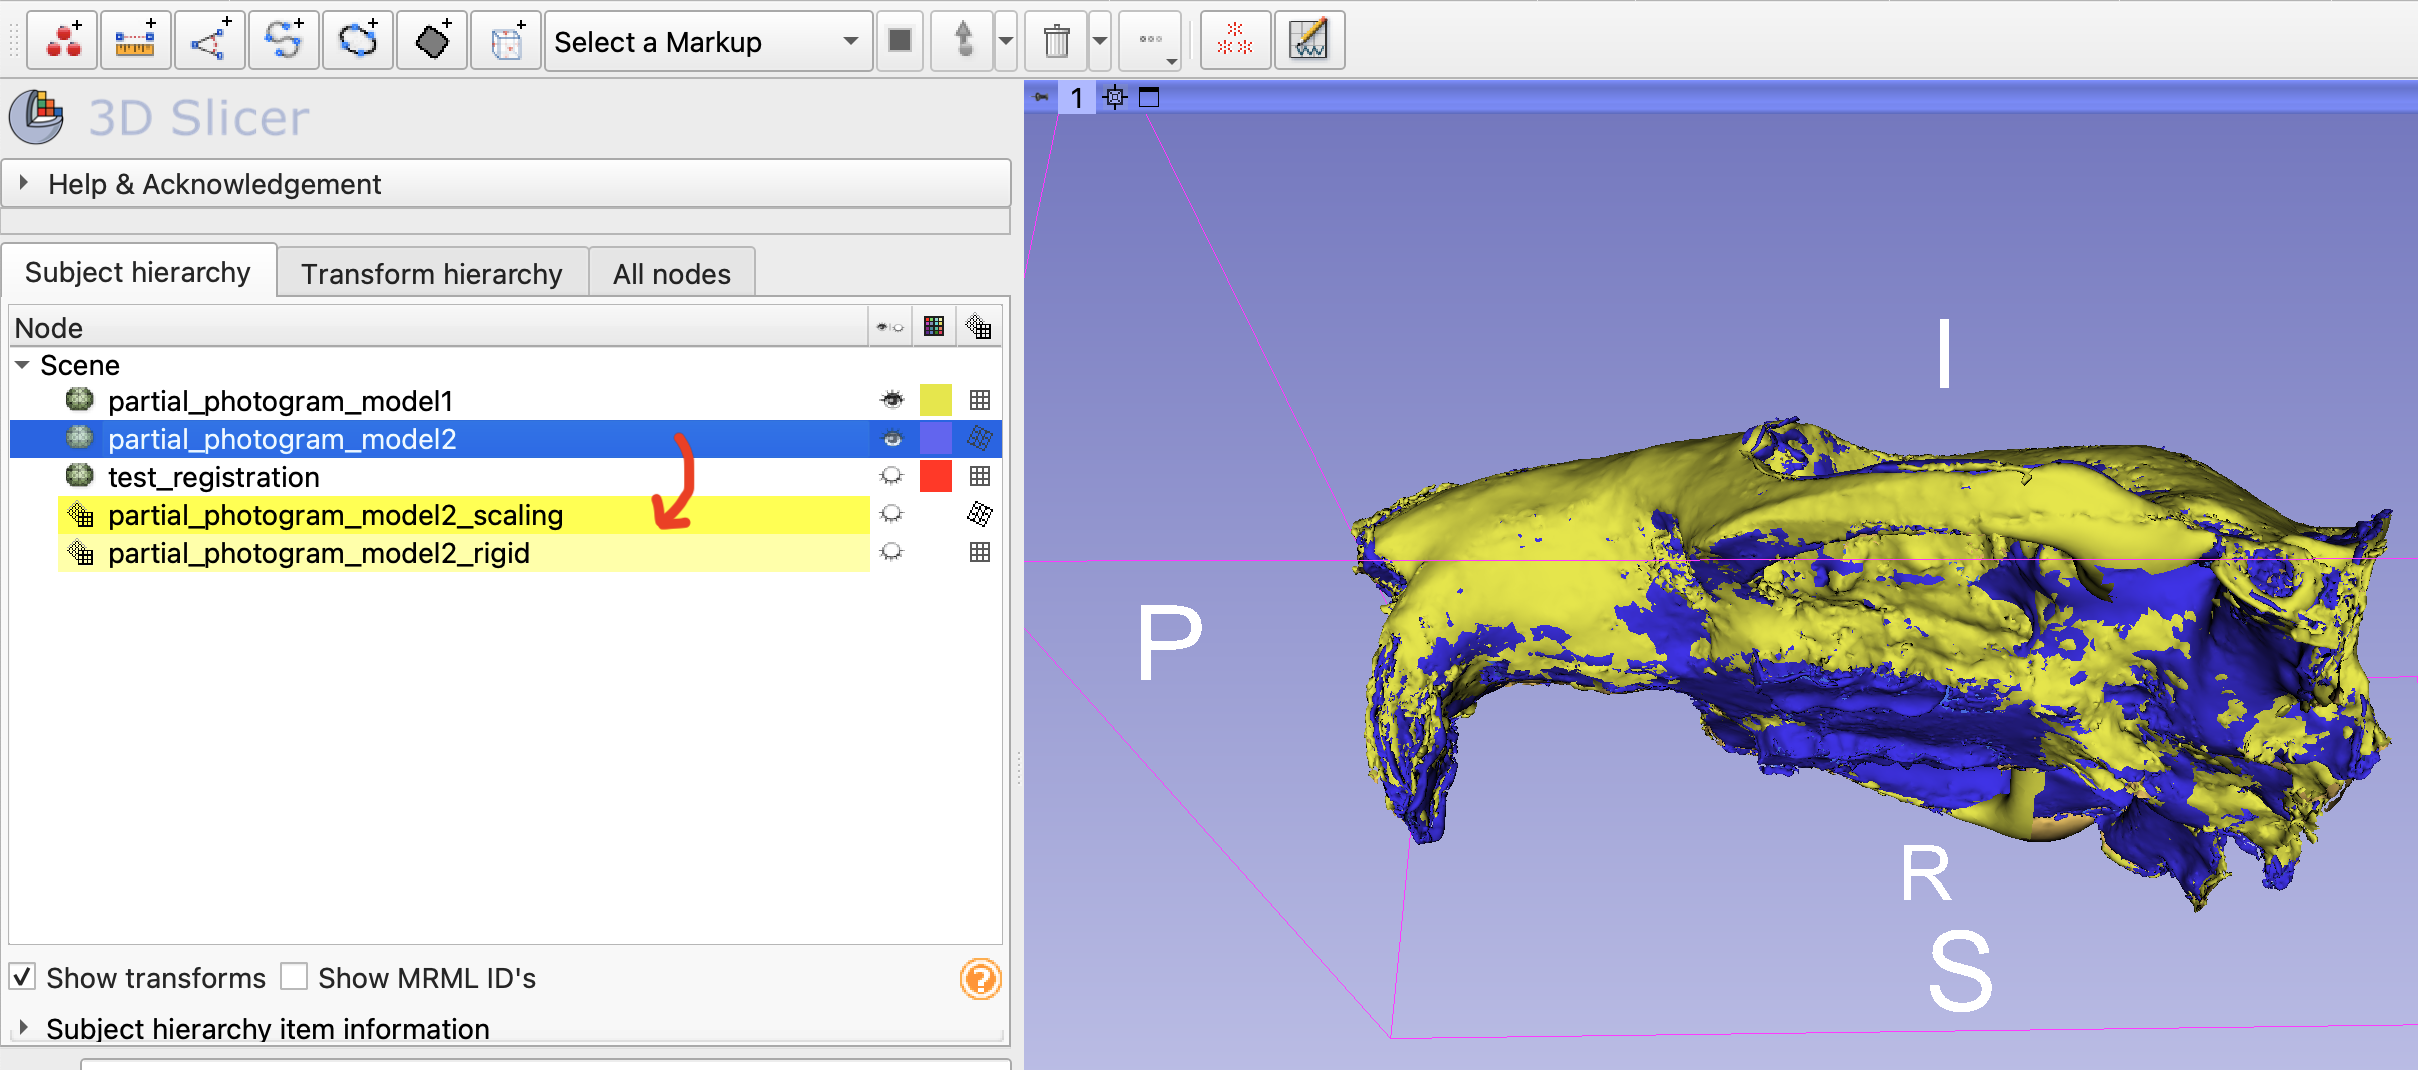 Select a Markup
3D Slicer
Help & Acknowledgement
Subject hierarchy
Transform hierarchy
All nodes
Node
Scene
partial_photogram_model1
partial_photogram_model2
test_registration
partial_photogram_model2_scaling
partial_photogram_model2_rigid
Show transforms
Show MRML ID's
?
Subject hierarchy item information
1
I
P
R
S